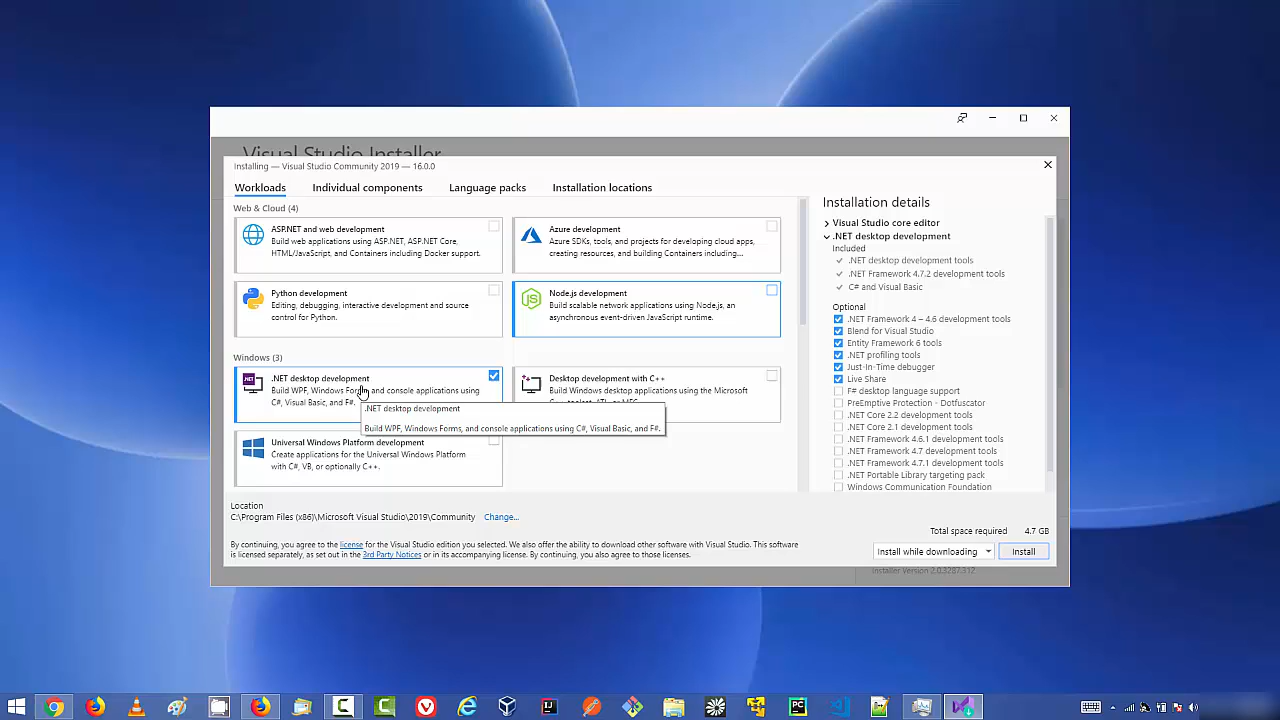 Visual Studio Installer
Installing — Visual Studio Community 2019 — 16.0.0
Workloads
Individual components
Language packs
Installation locations
Web & Cloud (4)
ASP.NET and web development
Build web applications using ASP.NET, ASP.NET Core,
HTML/JavaScript, and Containers including Docker support.
Azure development
Azure SDKs, tools, and projects for developing cloud apps,
creating resources, and building Containers including...
Python development
Editing, debugging, interactive development and source
control for Python.
Node.js development
Build scalable network applications using Node.js, an
asynchronous event-driven JavaScript runtime.
Windows (3)
.NET desktop development
Build WPF, Windows Forms, and console applications using
C#, Visual Basic, and F#.
Desktop development with C++
Build Windows desktop applications using the Microsoft
.NET desktop development
Build WPF, Windows Forms, and console applications using C#, Visual Basic, and F#.
Universal Windows Platform development
Create applications for the Universal Windows Platform
with C#, VB, or optionally C++.
Installation details
Visual Studio core editor
.NET desktop development
Included
.NET desktop development tools
.NET Framework 4.7.2 development tools
C# and Visual Basic
Optional
.NET Framework 4 – 4.6 development tools
Blend for Visual Studio
Entity Framework 6 tools
.NET profiling tools
Just-In-Time debugger
Live Share
F# desktop language support
PreEmptive Protection - Dotfuscator
.NET Core 2.2 development tools
.NET Core 2.1 development tools
.NET Framework 4.6.1 development tools
.NET Framework 4.7 development tools
.NET Framework 4.7.1 development tools
.NET Portable Library targeting pack
Windows Communication Foundation
Location
C:\Program Files (x86)\Microsoft Visual Studio\2019\Community
Change...
By continuing, you agree to the license for the Visual Studio edition you selected. We also offer the ability to download other software with Visual Studio. This software
is licensed separately, as set out in the 3rd Party Notices or in its accompanying license. By continuing, you also agree to those licenses.
Total space required 4.7 GB
Install while downloading
Install
Installer Version 2.0.3287.312